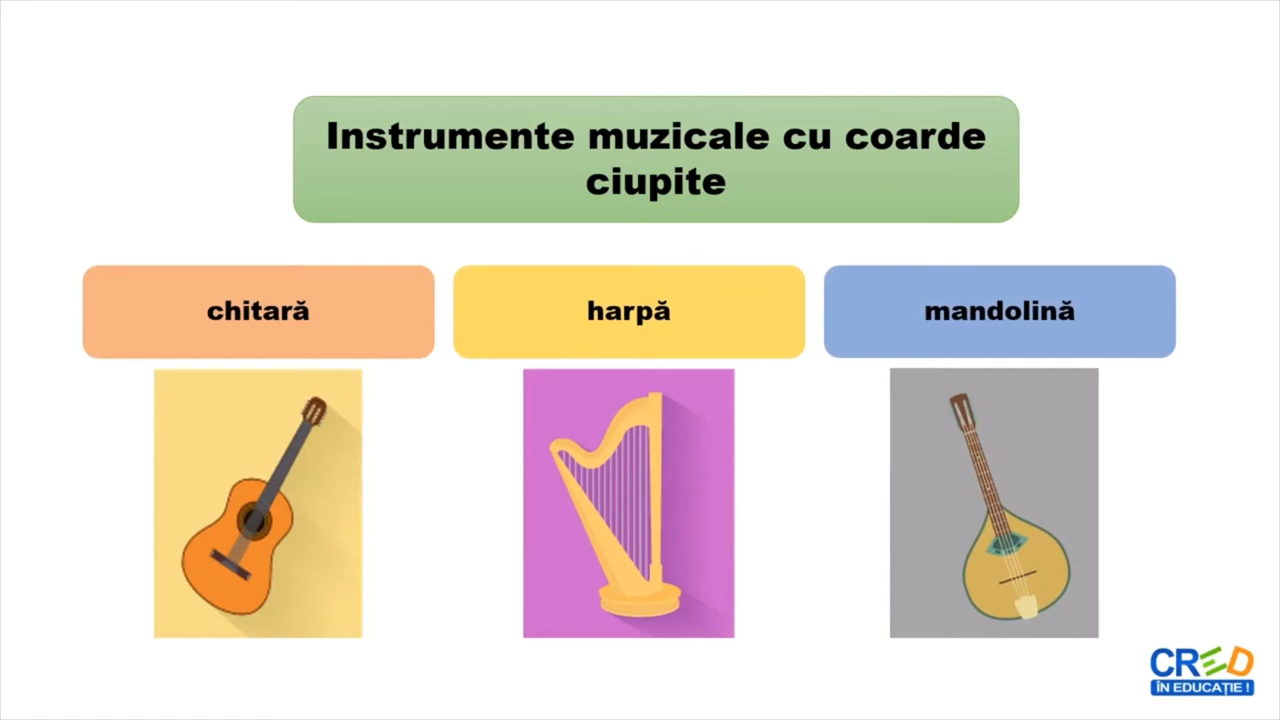 Instrumente muzicale cu coarde
ciupite
chitară
harpă
mandolină
CRED
ÎN EDUCAȚIE !